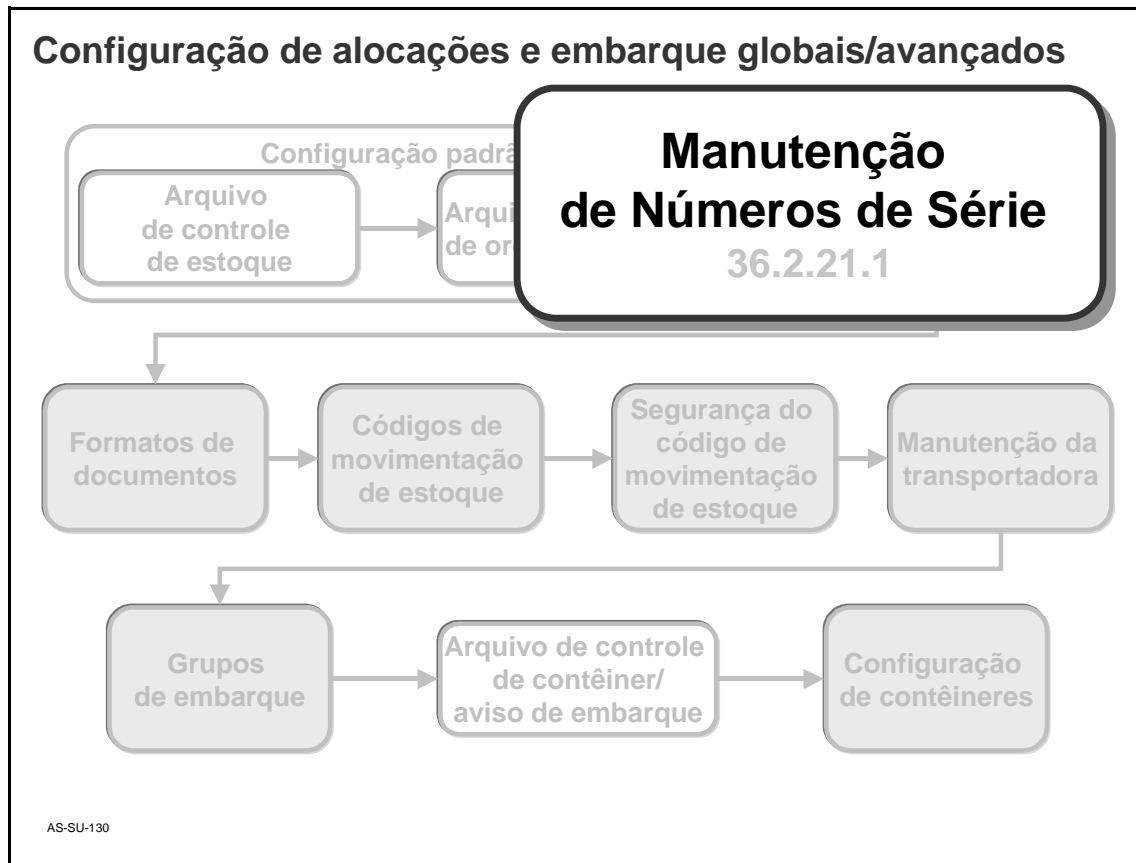 Configuração de alocações e embarque globais/avançados
Configuração
Manutenção
de Números de Série
36.2.21.1
Arquivo
de controle
de estoque
de
Formatos de
documentos
Códigos de
movimentação
de estoque
Segurança do
código de
movimentação
de estoque
Manutenção da
transportadora
Grupos
de embarque
Arquivo de controle
de contêiner/
aviso de embarque
Configuração
de contêineres
AS-SU-130